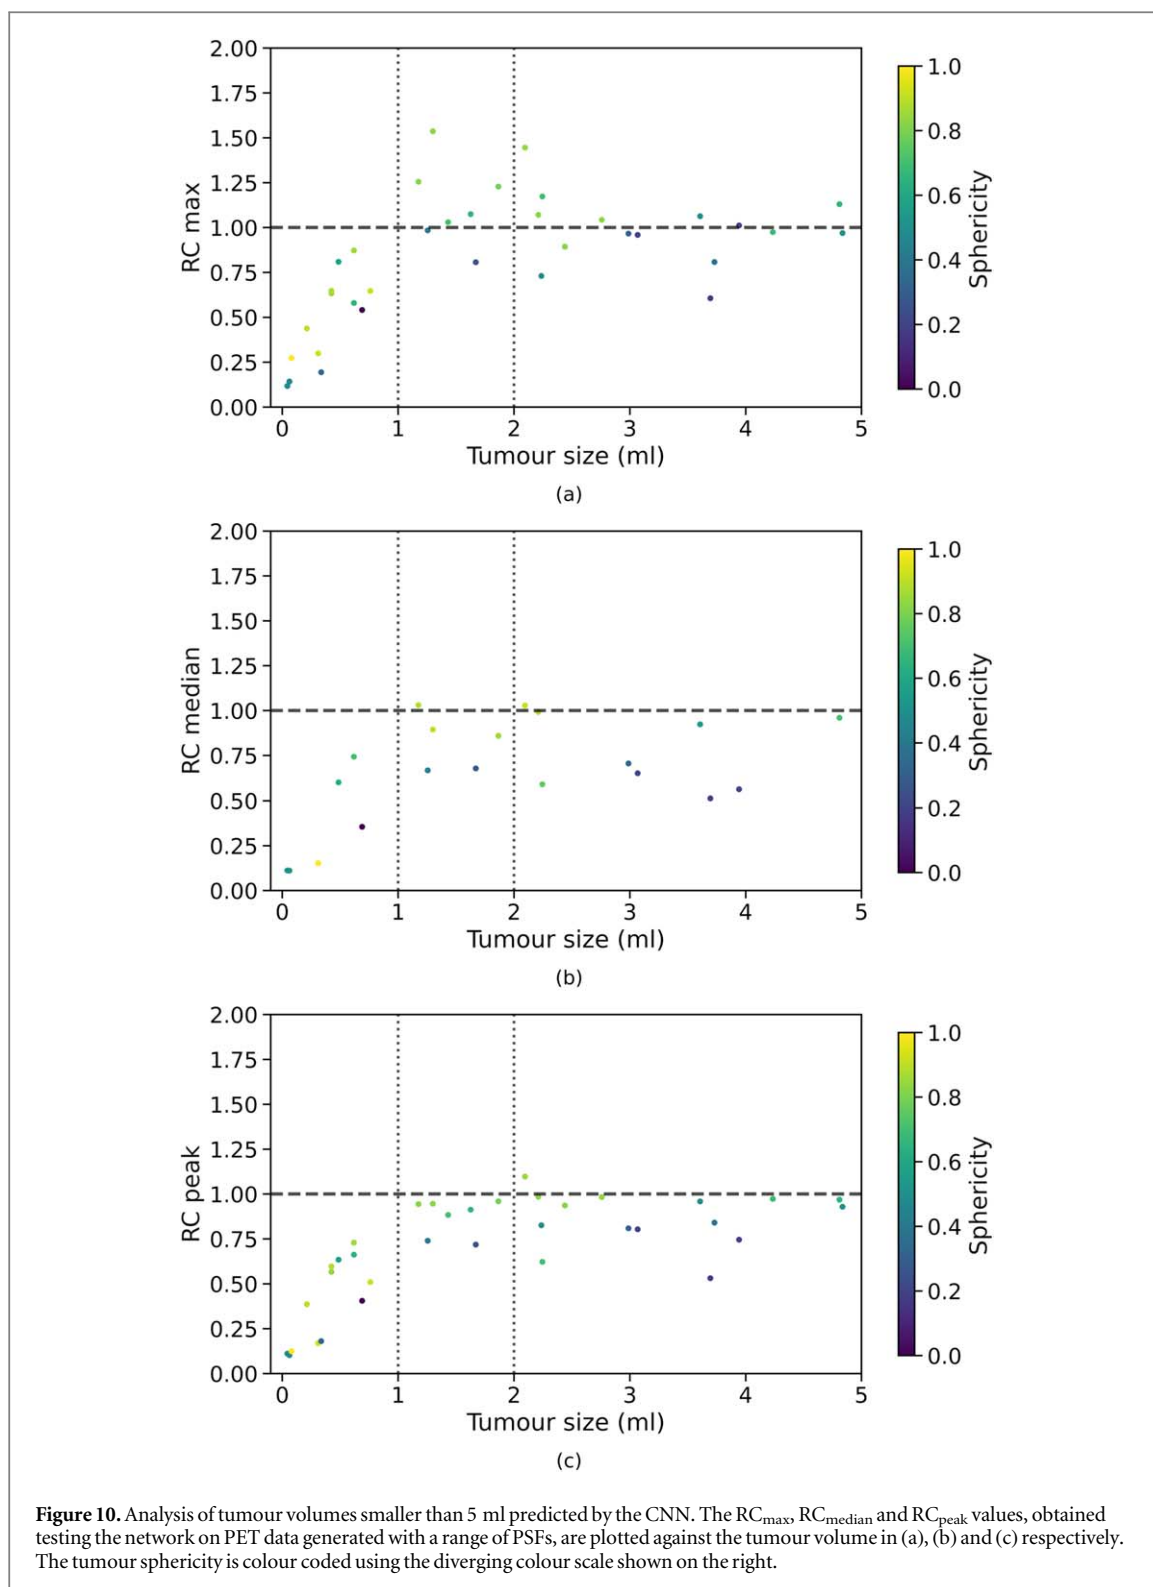 2.00
1.75
1.50
1.25
1.00
0.75
0.50
0.25
0.00
RC max
0 1 2 3 4 5
Tumour size (ml)
1.0
0.8
0.6
0.4
0.2
0.0
Sphericity
(a)
2.00
1.75
1.50
1.25
1.00
0.75
0.50
0.25
0.00
RC median
0 1 2 3 4 5
Tumour size (ml)
1.0
0.8
0.6
0.4
0.2
0.0
Sphericity
(b)
2.00
1.75
1.50
1.25
1.00
0.75
0.50
0.25
0.00
RC peak
0 1 2 3 4 5
Tumour size (ml)
1.0
0.8
0.6
0.4
0.2
0.0
Sphericity
(c)
Figure 10. Analysis of tumour volumes smaller than 5 ml predicted by the CNN. The RCmax, RCmedian and RCpeak values, obtained
testing the network on PET data generated with a range of PSFs, are plotted against the tumour volume in (a), (b) and (c) respectively.
The tumour sphericity is colour coded using the diverging colour scale shown on the right.